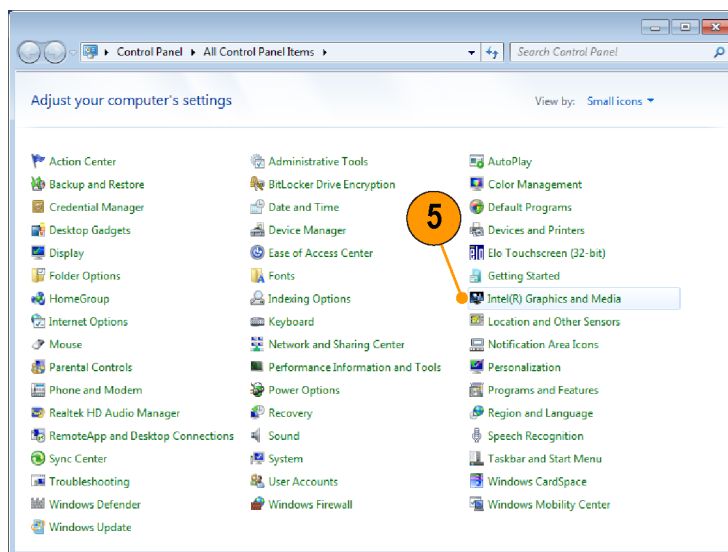 Control Panel All Control Panel Items Search Control Panel
Adjust your computer's settings View by: Small icons
Action Center Administrative Tools AutoPlay
Backup and Restore BitLocker Drive Encryption Color Management
Credential Manager Date and Time Default Programs
5
Desktop Gadgets Device Manager Devices and Printers
Display Ease of Access Center Elo Touchscreen (32-bit)
Folder Options Fonts Getting Started
HomeGroup Indexing Options Intel(R) Graphics and Media
Internet Options Keyboard Location and Other Sensors
Mouse Network and Sharing Center Notification Area Icons
Parental Controls Performance Information and Tools Personalization
Phone and Modem Power Options Programs and Features
Realtek HD Audio Manager Recovery Region and Language
RemoteApp and Desktop Connections Sound Speech Recognition
Sync Center System Taskbar and Start Menu
Troubleshooting User Accounts Windows CardSpace
Windows Defender Windows Firewall Windows Mobility Center
Windows Update